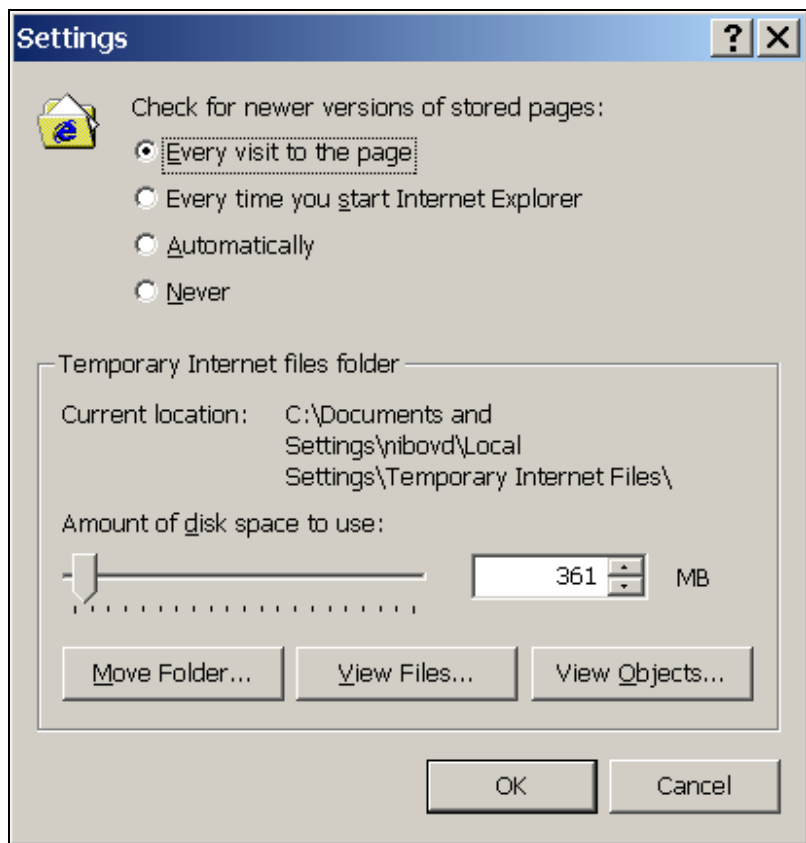 Settings
Check for newer versions of stored pages:
Every visit to the page
Every time you start Internet Explorer
Automatically
Never
Temporary Internet files folder
Current location: C:\Documents and
Settings\nibovd\Local
Settings\Temporary Internet Files\
Amount of disk space to use:
361 MB
Move Folder... View Files... View Objects...
OK Cancel